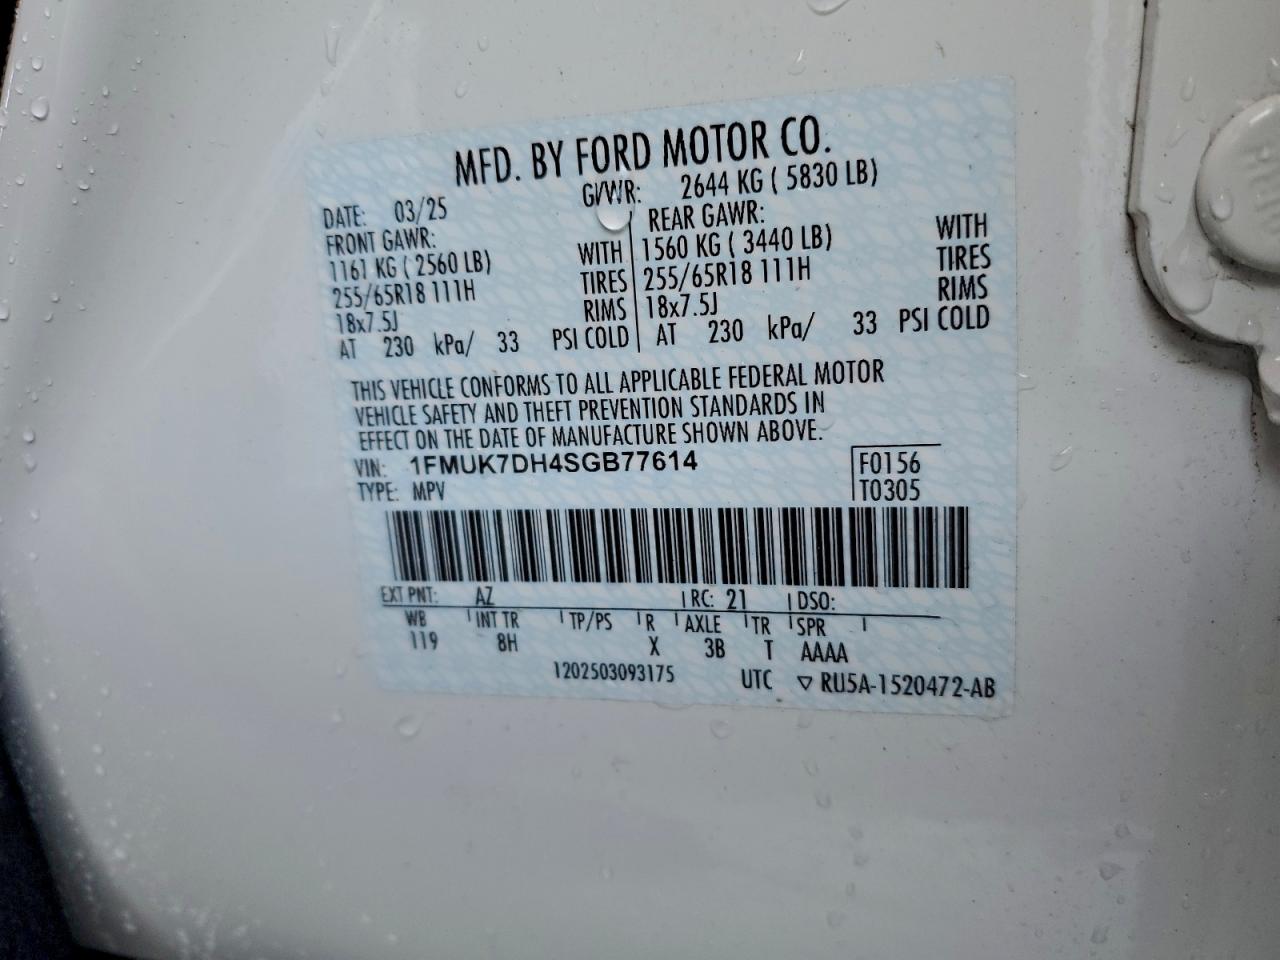 MFD. BY FORD MOTOR CO.
DATE: 03/25 GVWR: 2644 KG ( 5830 LB)
FRONT GAWR: REAR GAWR:
1161 KG ( 2560 LB) WITH 1560 KG ( 3440 LB) WITH
255/65R18 111H TIRES 255/65R18 111H TIRES
18x7.5J RIMS 18x7.5J RIMS
AT 230 kPa/ 33 PSI COLD AT 230 kPa/ 33 PSI COLD
THIS VEHICLE CONFORMS TO ALL APPLICABLE FEDERAL MOTOR
VEHICLE SAFETY AND THEFT PREVENTION STANDARDS IN
EFFECT ON THE DATE OF MANUFACTURE SHOWN ABOVE.
VIN: 1FMUK7DH4SGB77614 F0156
TYPE: MPV T0305
EXT PNT: AZ RC: 21 DSO:
WB INT TR TP/PS R AXLE TR SPR
119 8H X 3B T AAAA
1202503093175 UTC ▽ RU5A-1520472-AB